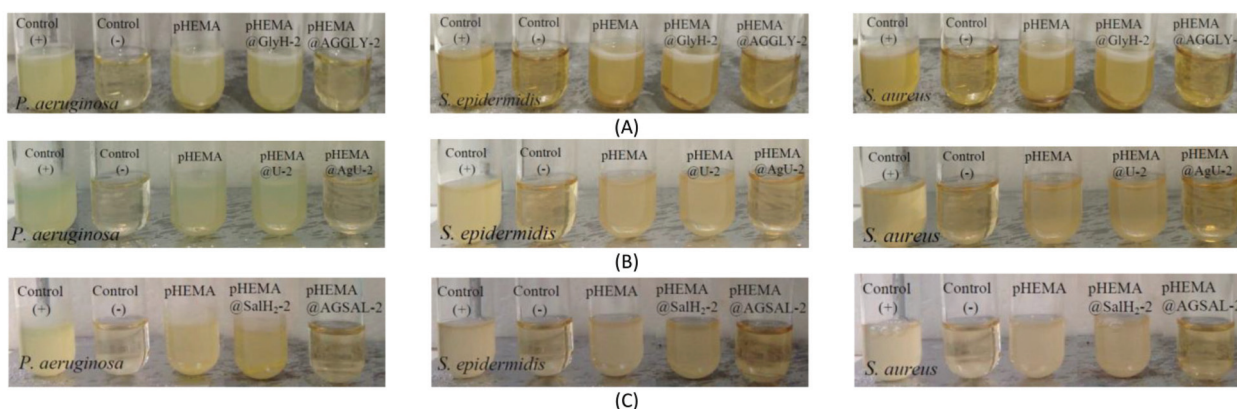 Control (+) Control (-) pHEMA pHEMA @GlyH-2 pHEMA @AGGLY-2
P. aeruginosa
Control (+) Control (-) pHEMA pHEMA @GlyH-2 pHEMA @AGGLY-2
S. epidermidis
Control (+) Control (-) pHEMA pHEMA @GlyH-2 pHEMA @AGGLY-2
S. aureus
(A)
Control (+) Control (-) pHEMA pHEMA @U-2 pHEMA @AgU-2
P. aeruginosa
Control (+) Control (-) pHEMA pHEMA @U-2 pHEMA @AgU-2
S. epidermidis
Control (+) Control (-) pHEMA pHEMA @U-2 pHEMA @AgU-2
S. aureus
(B)
Control (+) Control (-) pHEMA pHEMA @SalH₂-2 pHEMA @AGSAL-2
P. aeruginosa
Control (+) Control (-) pHEMA pHEMA @SalH₂-2 pHEMA @AGSAL-2
S. epidermidis
Control (+) Control (-) pHEMA pHEMA @SalH₂-2 pHEMA @AGSAL-2
S. aureus
(C)